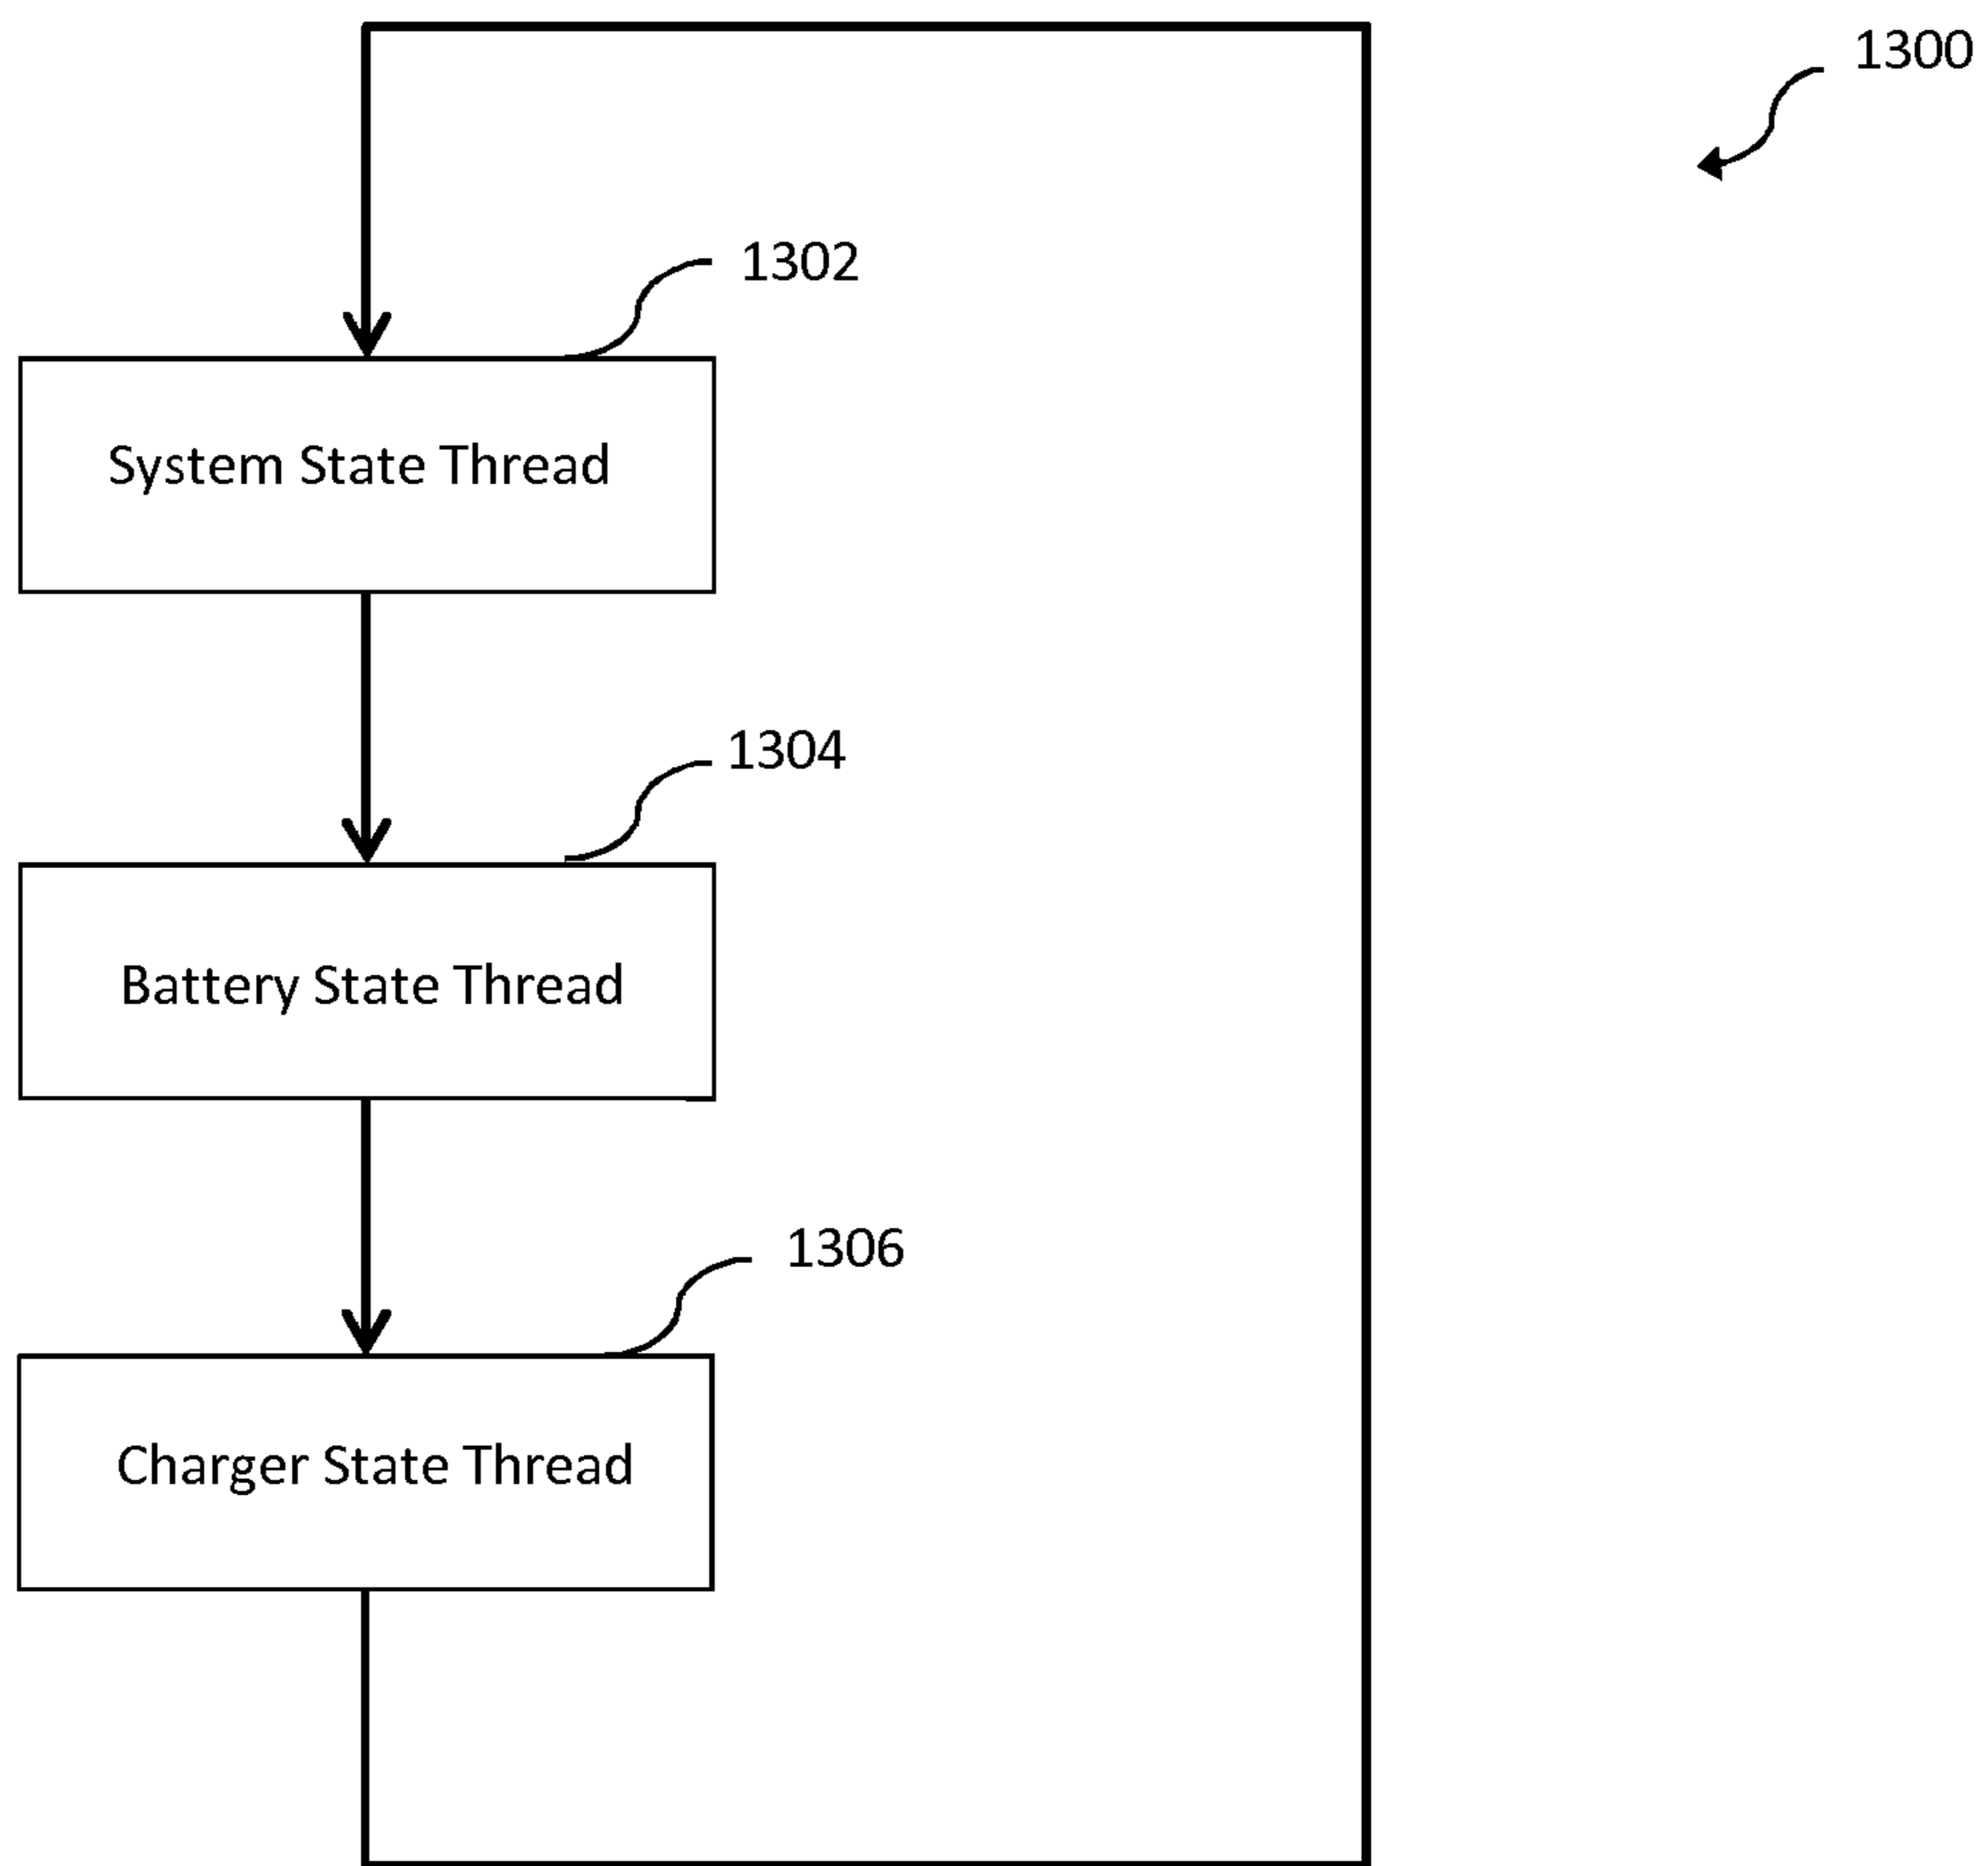 1300
1302
System State Thread
1304
Battery State Thread
1306
Charger State Thread